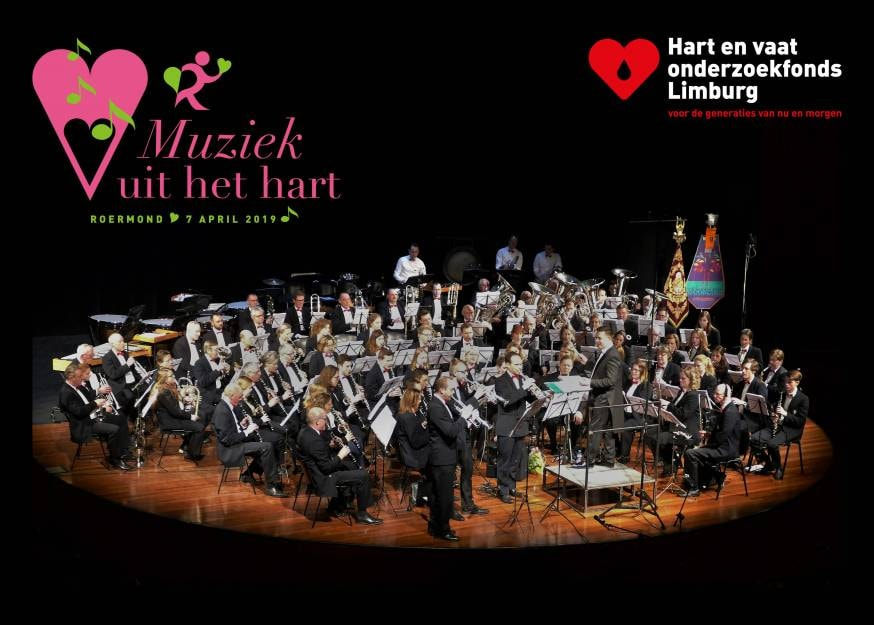 Muziek
uit het hart
ROERMOND 7 APRIL 2019
Hart en vaat
onderzoekfonds
Limburg
voor de generaties van nu en morgen